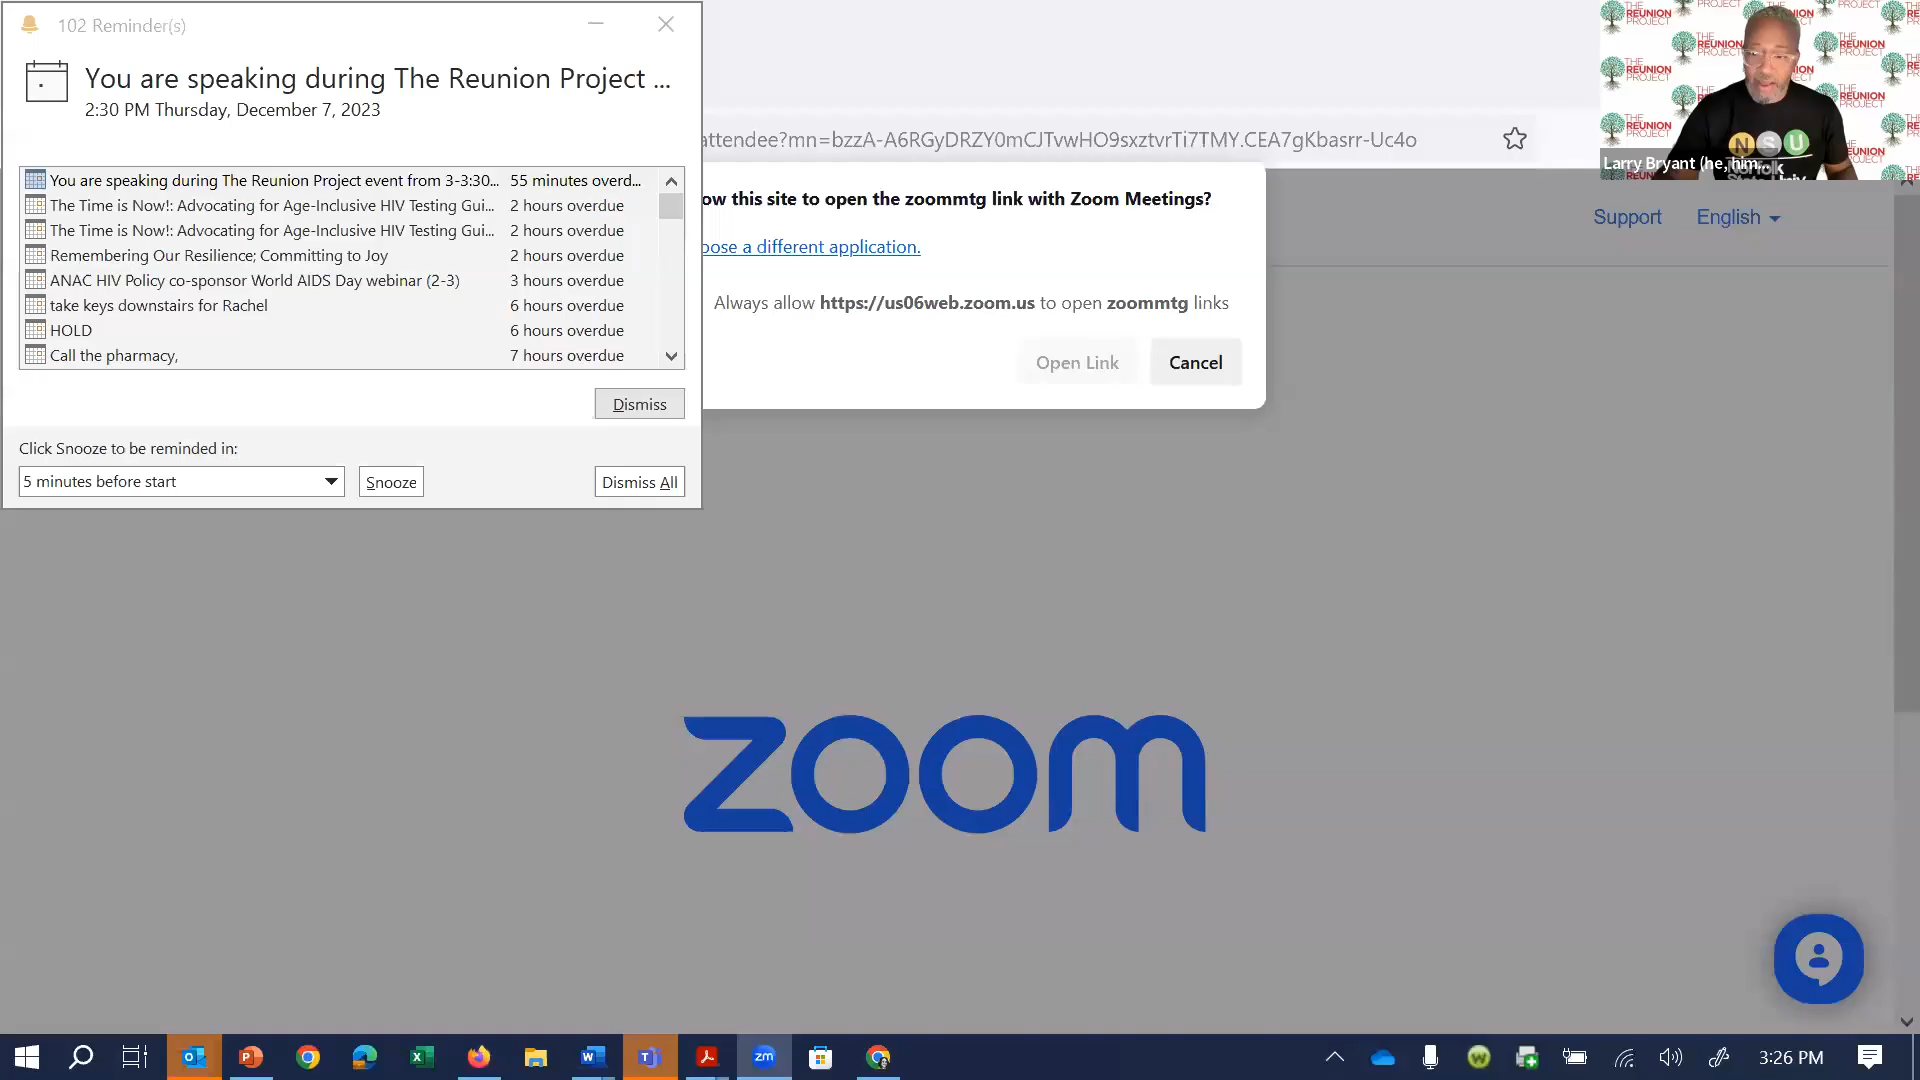 102 Reminder(s)
You are speaking during The Reunion Project ...
2:30 PM Thursday, December 7, 2023
You are speaking during The Reunion Project event from 3-3:30... 55 minutes overd...
The Time is Now!: Advocating for Age-Inclusive HIV Testing Gui... 2 hours overdue
The Time is Now!: Advocating for Age-Inclusive HIV Testing Gui... 2 hours overdue
Remembering Our Resilience; Committing to Joy 2 hours overdue
ANAC HIV Policy co-sponsor World AIDS Day webinar (2-3) 3 hours overdue
take keys downstairs for Rachel 6 hours overdue
HOLD 6 hours overdue
Call the pharmacy, 7 hours overdue
Dismiss
Click Snooze to be reminded in:
5 minutes before start
Snooze
Dismiss All
attendee?mn=bzzA-A6RGyDRZY0mCJTvwHO9sxztvrTi7TMY.CEA7gKbasrr-Uc4o
ow this site to open the zoommtg link with Zoom Meetings?
oose a different application.
Always allow https://us06web.zoom.us to open zoommtg links
Open Link
Cancel
THE REUNION PROJECT
NSU
Larry Bryant (he, him...
Support
English
zoom
3:26 PM